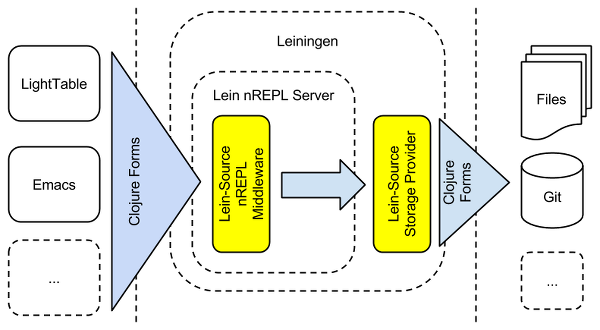 LightTable
Emacs
...
Clojure Forms
Leiningen
Lein nREPL Server
Lein-Source
nREPL
Middleware
Lein-Source
Storage Provider
Clojure
Forms
Files
Git
...